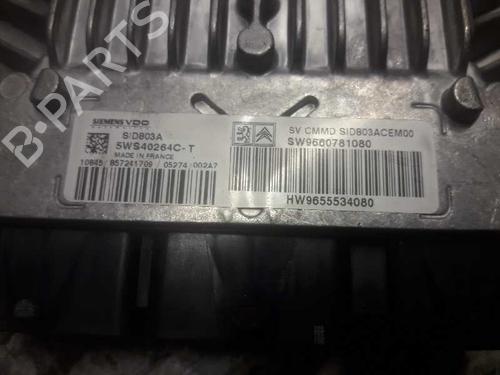 B-PARTS
SIEMENS VDO
SID803A
5WS40264C-T
MADE IN FRANCE
10845/857241709 /05274/002A7
SV CMMD SID803ACEM00
SW9660781080
HW9655534080